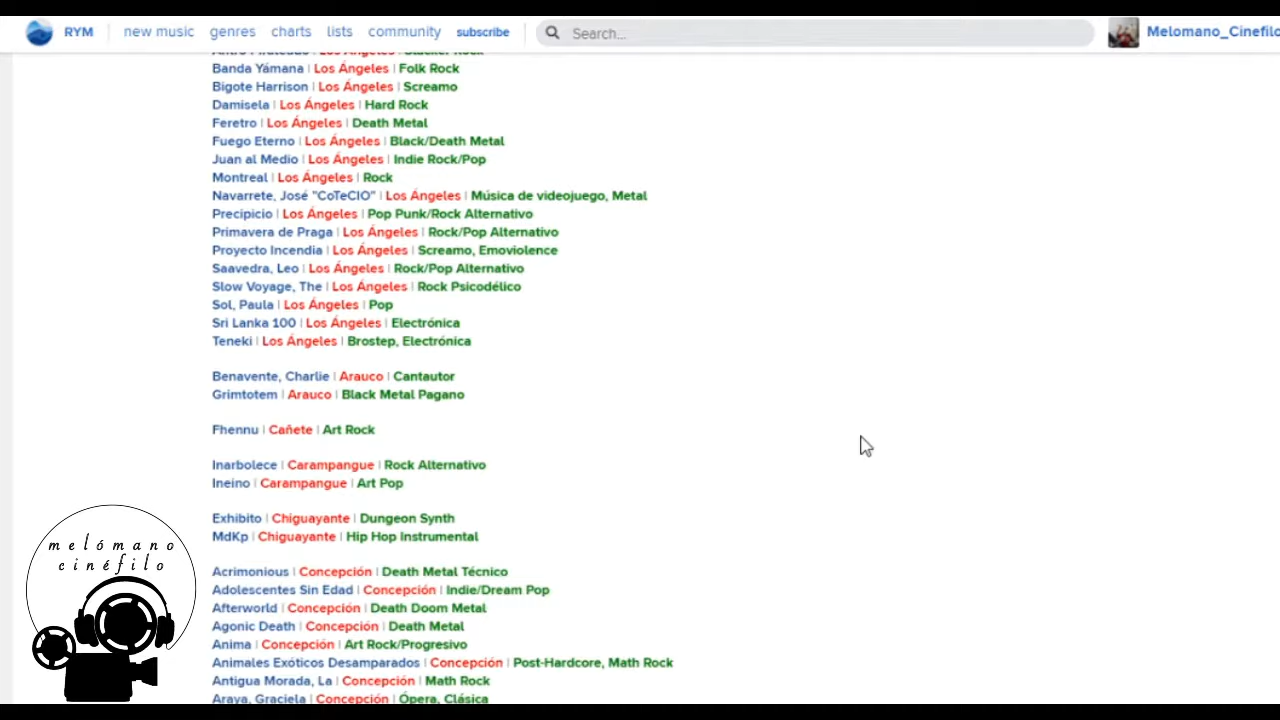 RYM new music genres charts lists community subscribe Search... Melomano_Cinefilo
Los Ángeles | Slacker Rock
Banda Yámana | Los Ángeles | Folk Rock
Bigote Harrison | Los Ángeles | Screamo
Damisela | Los Ángeles | Hard Rock
Feretro | Los Ángeles | Death Metal
Fuego Eterno | Los Ángeles | Black/Death Metal
Juan al Medio | Los Ángeles | Indie Rock/Pop
Montreal | Los Ángeles | Rock
Navarrete, José "CoTeCIO" | Los Ángeles | Música de videojuego, Metal
Precipicio | Los Ángeles | Pop Punk/Rock Alternativo
Primavera de Praga | Los Ángeles | Rock/Pop Alternativo
Proyecto Incendia | Los Ángeles | Screamo, Emoviolence
Saavedra, Leo | Los Ángeles | Rock/Pop Alternativo
Slow Voyage, The | Los Ángeles | Rock Psicodélico
Sol, Paula | Los Ángeles | Pop
Sri Lanka 100 | Los Ángeles | Electrónica
Teneki | Los Ángeles | Brostep, Electrónica
Benavente, Charlie | Arauco | Cantautor
Grimtotem | Arauco | Black Metal Pagano
Fhennu | Cañete | Art Rock
Inarbolece | Carampangue | Rock Alternativo
Ineino | Carampangue | Art Pop
Exhibito | Chiguayante | Dungeon Synth
MdKp | Chiguayante | Hip Hop Instrumental
Acrimonious | Concepción | Death Metal Técnico
Adolescentes Sin Edad | Concepción | Indie/Dream Pop
Afterworld | Concepción | Death Doom Metal
Agonic Death | Concepción | Death Metal
Anima | Concepción | Art Rock/Progresivo
Animales Exóticos Desamparados | Concepción | Post-Hardcore, Math Rock
Antigua Morada, La | Concepción | Math Rock
Araya, Graciela | Concepción | Ópera, Clásica
melómano
cinéfilo